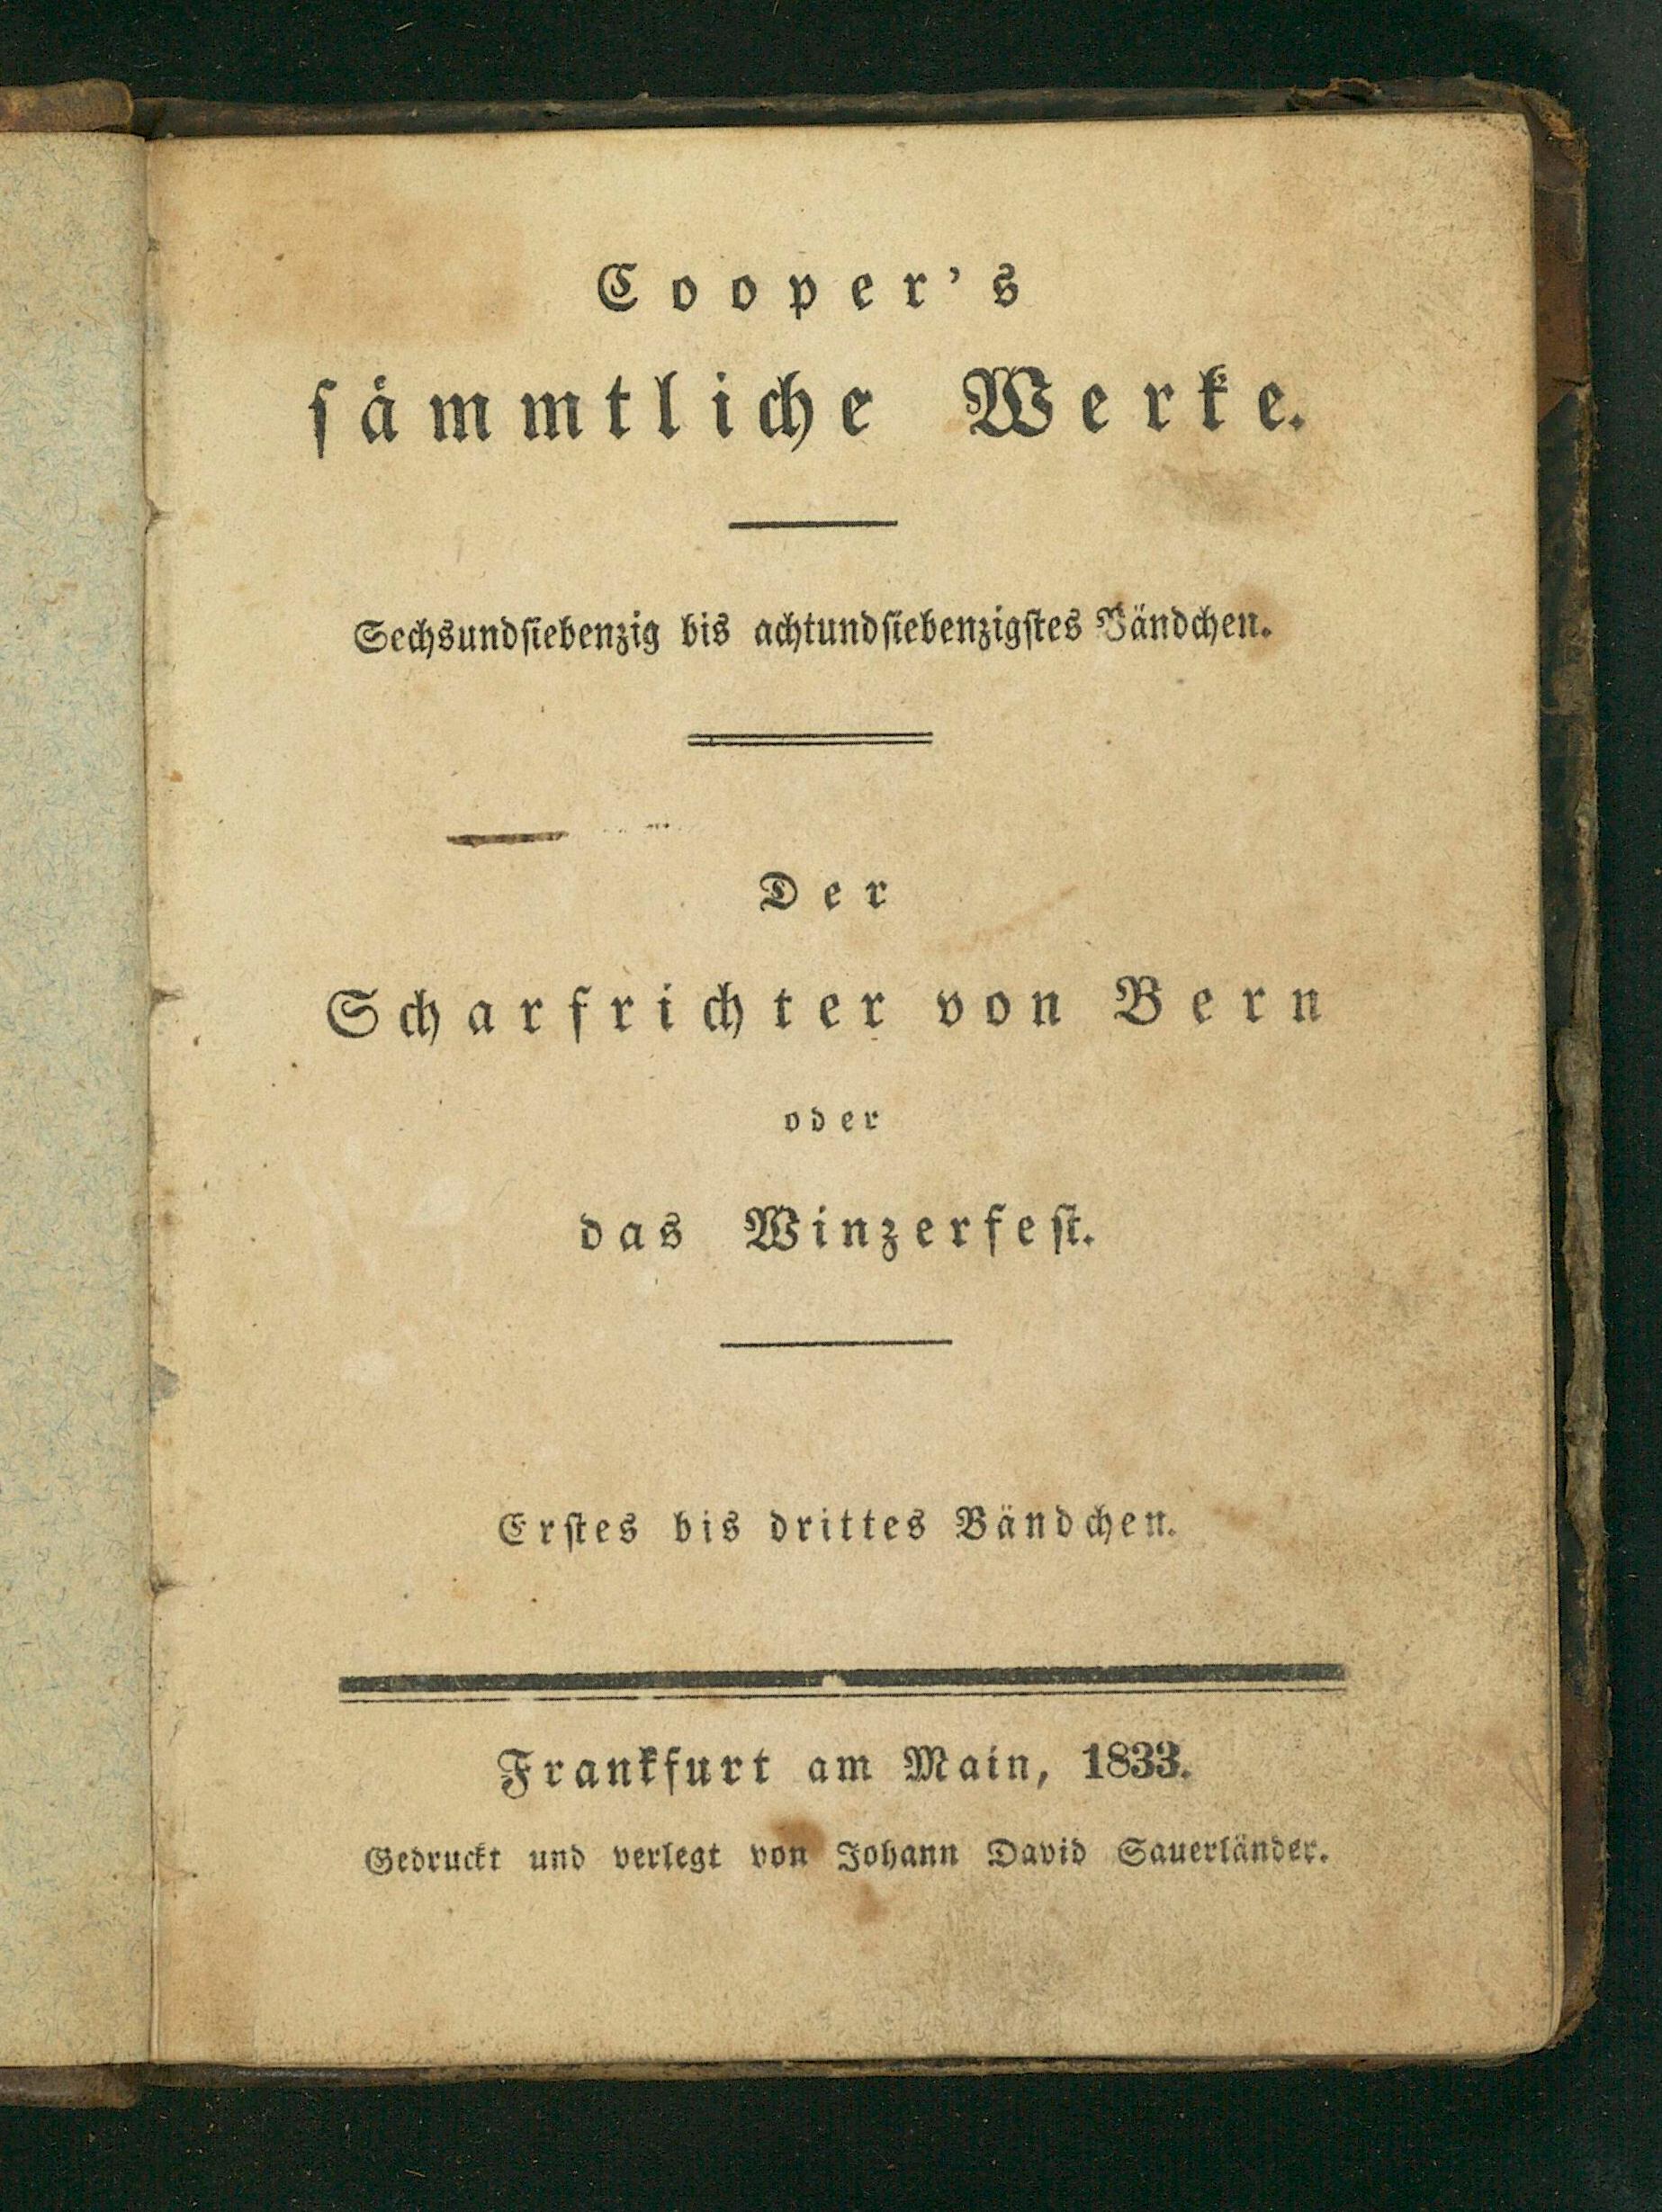 Cooper's
sämmtliche Werke.
Sechsundsiebenzig bis achtundsiebenzigstes Bändchen.
Der
Scharfrichter von Bern
oder
das Winzerfest.
Erstes bis drittes Bändchen.
Frankfurt am Main, 1833.
Gedruckt und verlegt von Johann David Sauerländer.